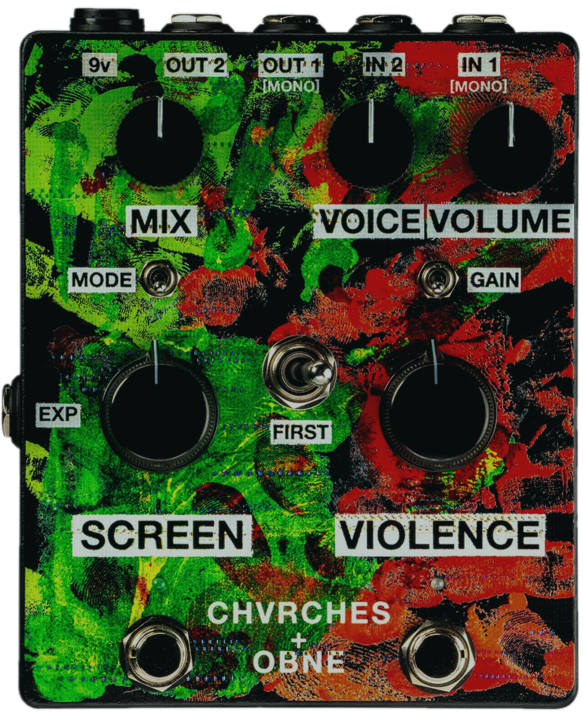 9v OUT 2 OUT 1 IN 2 IN 1
[MONO] [MONO]
MIX VOICE VOLUME
MODE GAIN
EXP FIRST
SCREEN VIOLENCE
CHVRCHES
+
OBNE